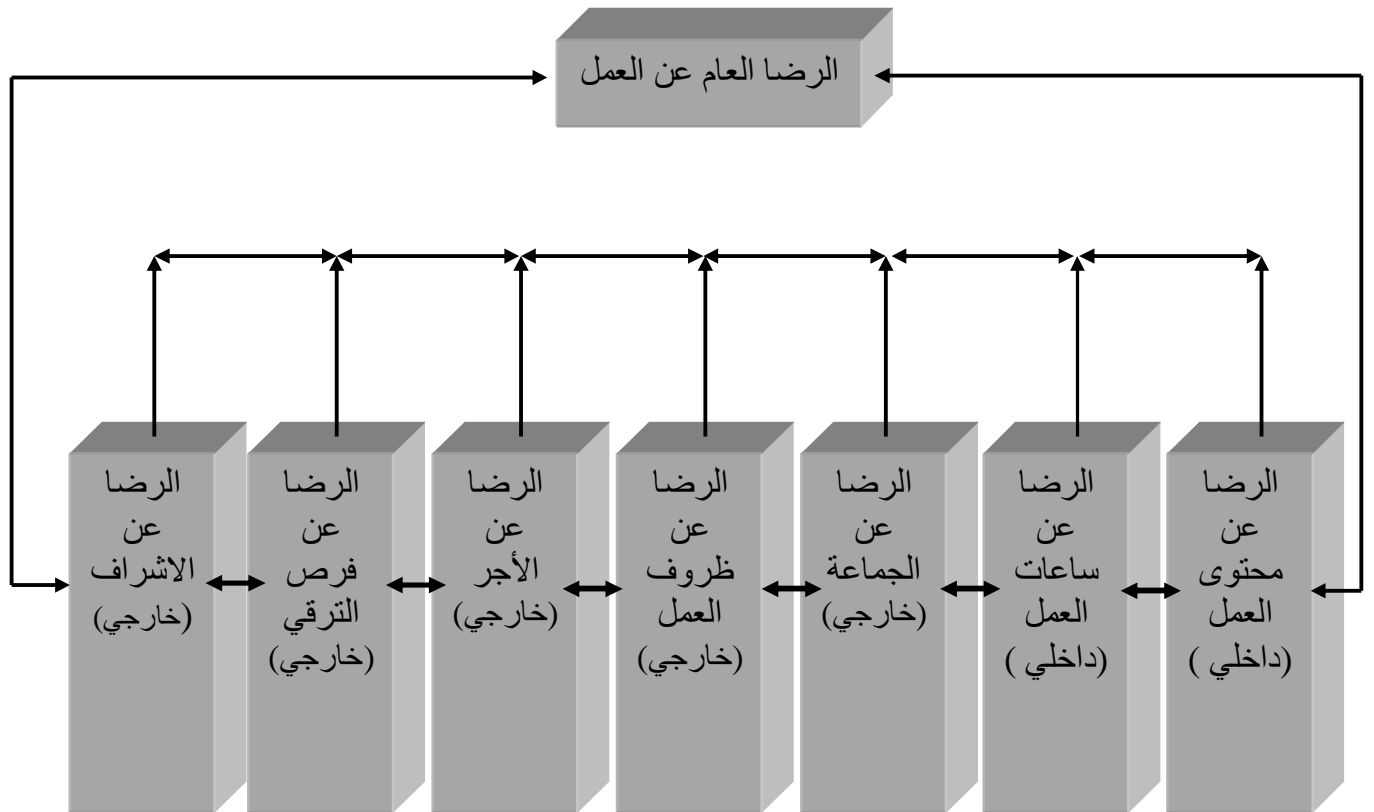 الرضا العام عن العمل
الرضا
عن
محتوى
العمل
(داخلي )
الرضا
عن
ساعات
العمل
(داخلي )
الرضا
عن
الجماعة
(خارجي)
الرضا
عن
ظروف
العمل
(خارجي)
الرضا
عن
الأجر
(خارجي)
الرضا
عن
فرص
الترقي
(خارجي)
الرضا
عن
الاشراف
(خارجي)